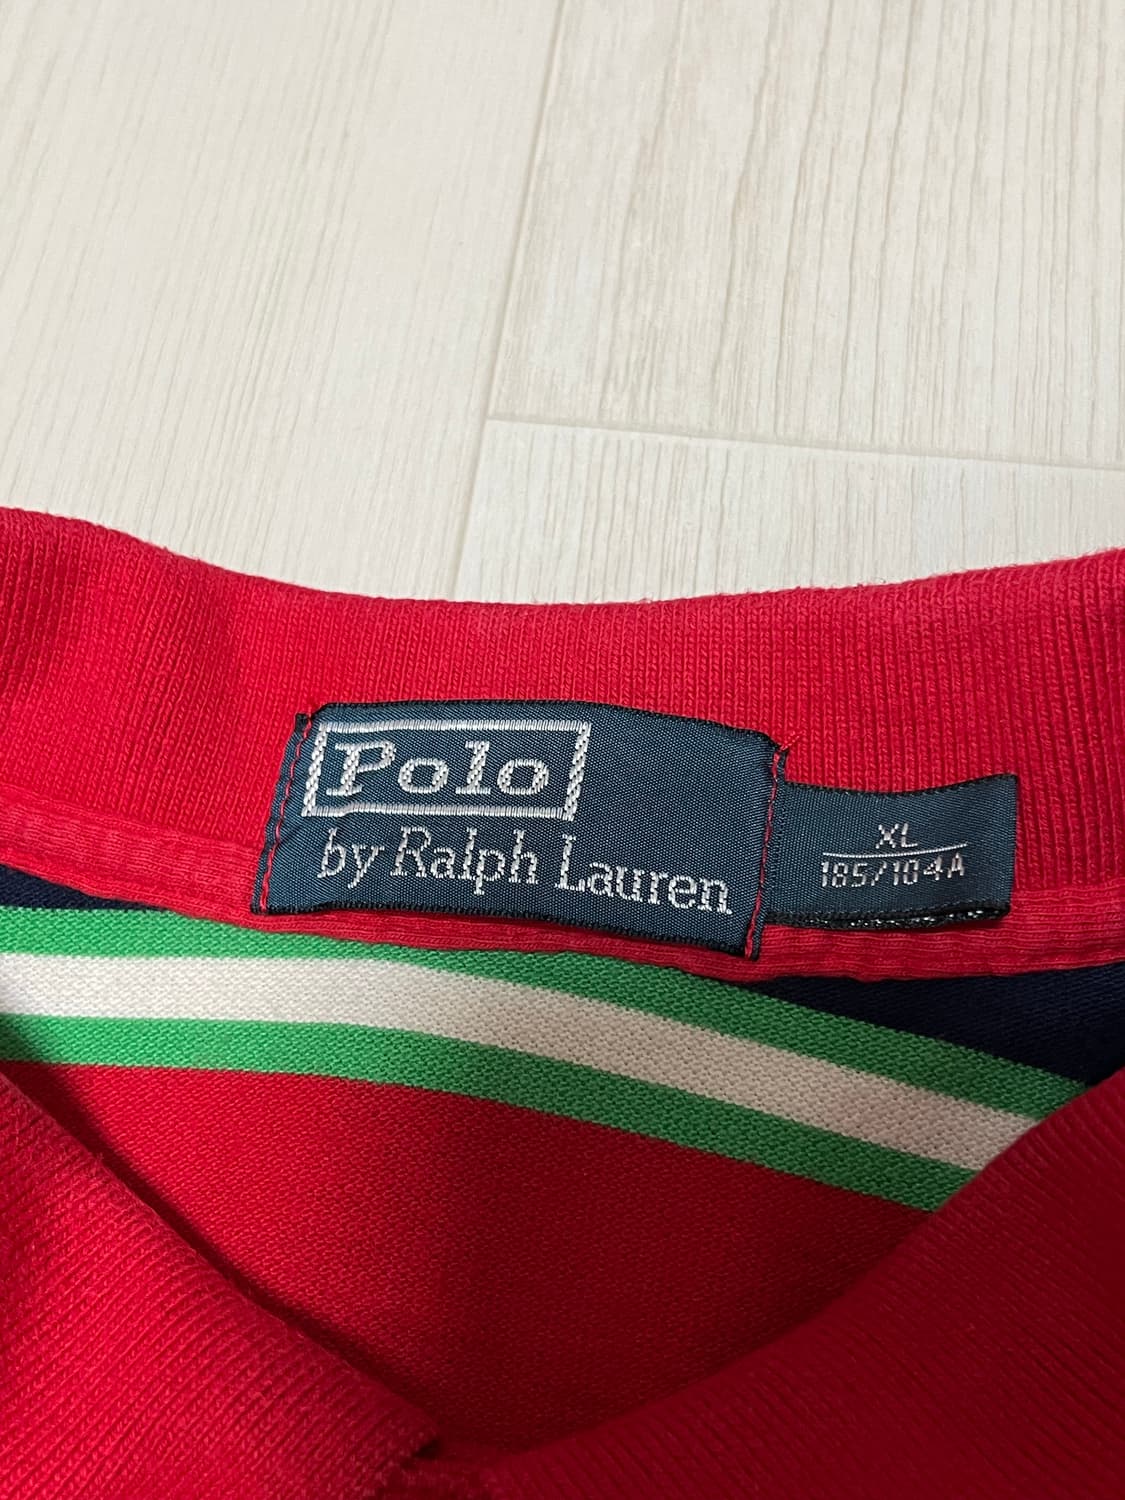 Polo
by Ralph Lauren
XL
185/104A